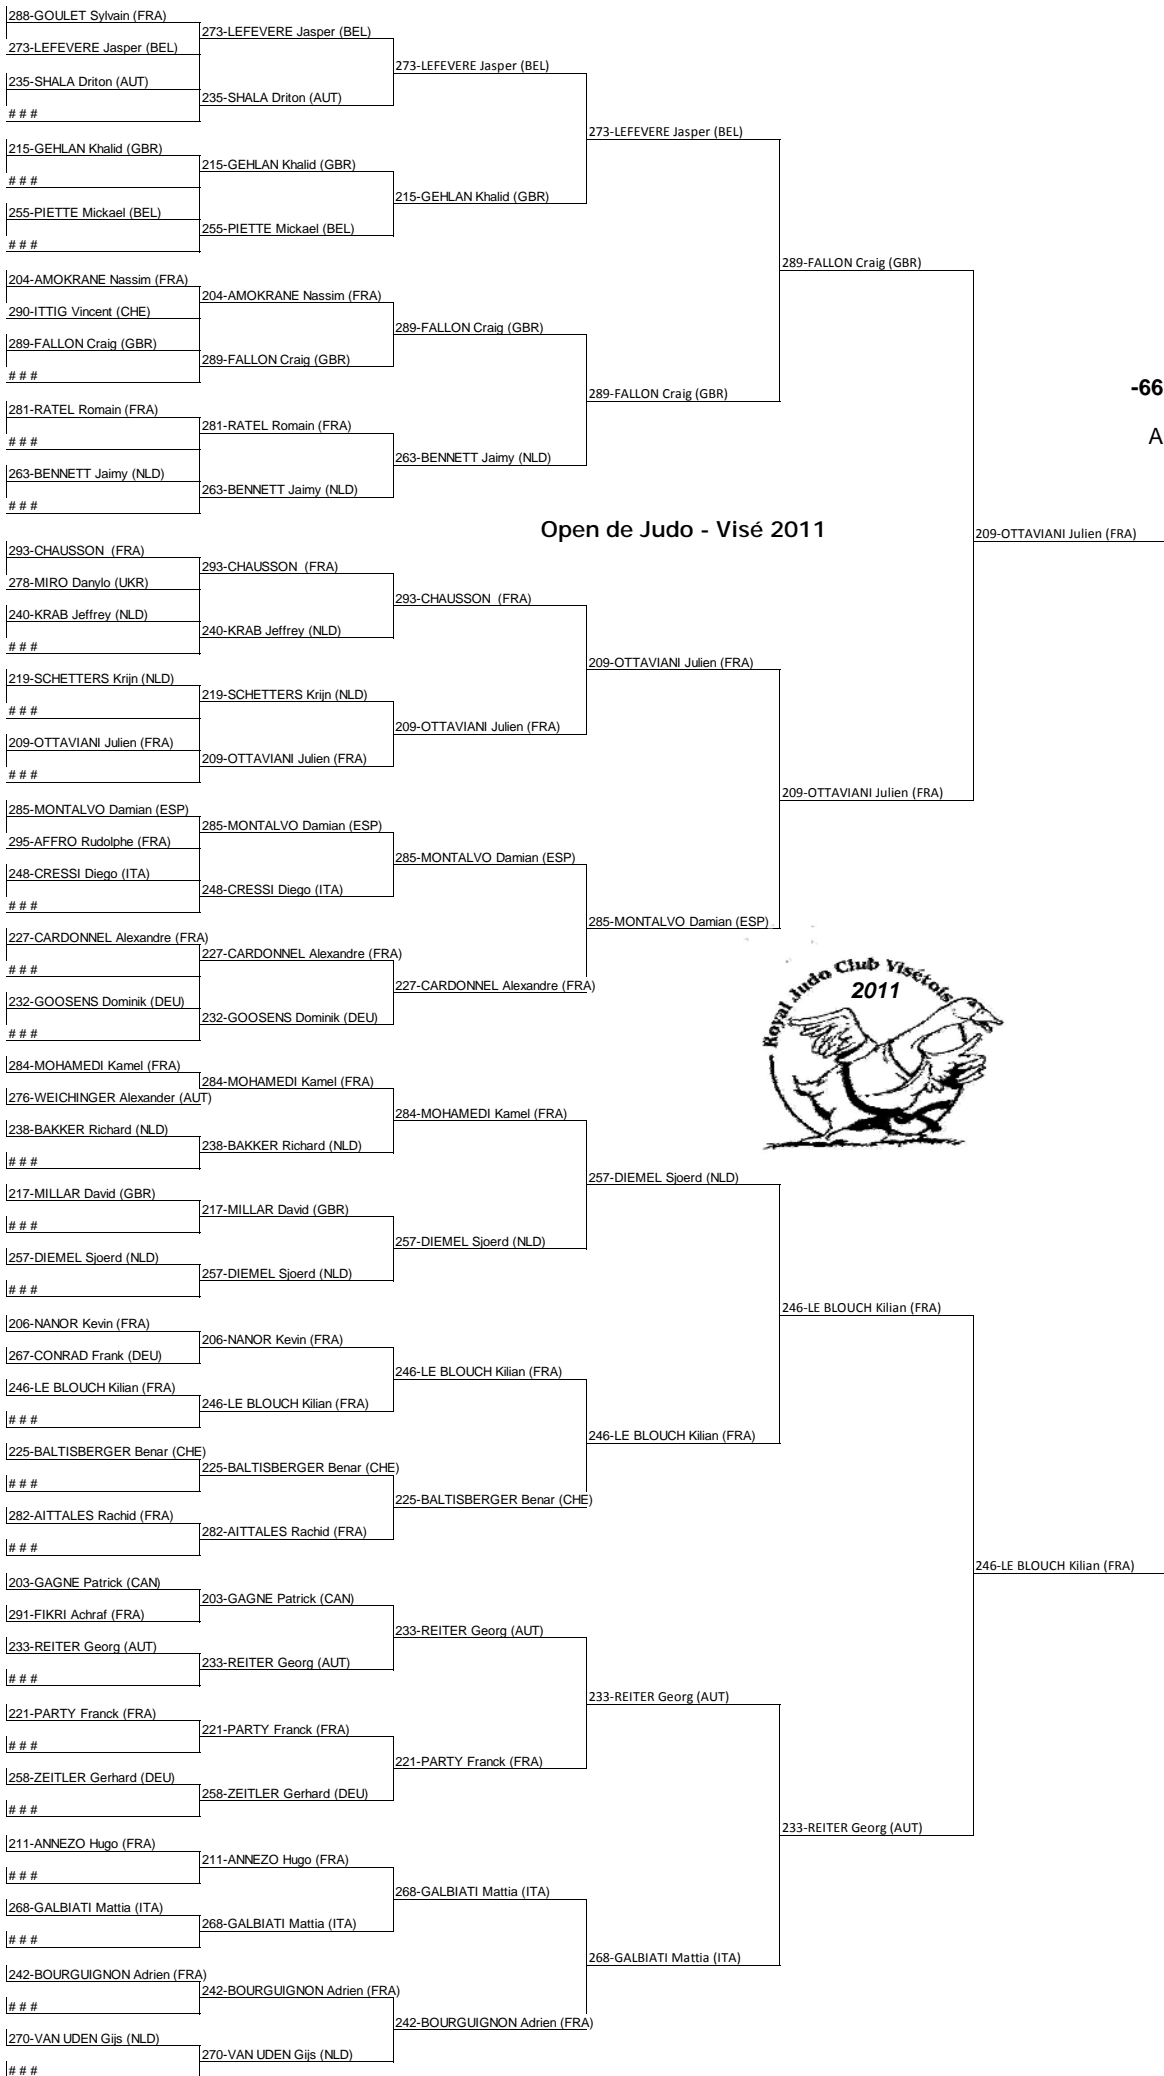 288-GOULET Sylvain (FRA)
273-LEFEVERE Jasper (BEL)
235-SHALA Driton (AUT)
# # #
215-GEHLAN Khalid (GBR)
# # #
255-PIETTE Mickael (BEL)
# # #
204-AMOKRANE Nassim (FRA)
290-ITTIG Vincent (CHE)
289-FALLON Craig (GBR)
# # #
281-RATEL Romain (FRA)
# # #
263-BENNETT Jaimy (NLD)
# # #
293-CHAUSSON  (FRA)
278-MIRO Danylo (UKR)
240-KRAB Jeffrey (NLD)
# # #
219-SCHETTERS Krijn (NLD)
# # #
209-OTTAVIANI Julien (FRA)
# # #
285-MONTALVO Damian (ESP)
295-AFFRO Rudolphe (FRA)
248-CRESSI Diego (ITA)
# # #
227-CARDONNEL Alexandre (FRA)
# # #
232-GOOSENS Dominik (DEU)
# # #
284-MOHAMEDI Kamel (FRA)
276-WEICHINGER Alexander (AUT)
238-BAKKER Richard (NLD)
# # #
217-MILLAR David (GBR)
# # #
257-DIEMEL Sjoerd (NLD)
# # #
206-NANOR Kevin (FRA)
267-CONRAD Frank (DEU)
246-LE BLOUCH Kilian (FRA)
# # #
225-BALTISBERGER Benar (CHE)
# # #
282-AITTALES Rachid (FRA)
# # #
203-GAGNE Patrick (CAN)
291-FIKRI Achraf (FRA)
233-REITER Georg (AUT)
# # #
221-PARTY Franck (FRA)
# # #
258-ZEITLER Gerhard (DEU)
# # #
211-ANNEZO Hugo (FRA)
# # #
268-GALBIATI Mattia (ITA)
# # #
242-BOURGUIGNON Adrien (FRA)
# # #
270-VAN UDEN Gijs (NLD)
# # #
273-LEFEVERE Jasper (BEL)
235-SHALA Driton (AUT)
215-GEHLAN Khalid (GBR)
255-PIETTE Mickael (BEL)
204-AMOKRANE Nassim (FRA)
289-FALLON Craig (GBR)
281-RATEL Romain (FRA)
263-BENNETT Jaimy (NLD)
293-CHAUSSON  (FRA)
240-KRAB Jeffrey (NLD)
219-SCHETTERS Krijn (NLD)
209-OTTAVIANI Julien (FRA)
285-MONTALVO Damian (ESP)
248-CRESSI Diego (ITA)
227-CARDONNEL Alexandre (FRA)
232-GOOSENS Dominik (DEU)
284-MOHAMEDI Kamel (FRA)
238-BAKKER Richard (NLD)
217-MILLAR David (GBR)
257-DIEMEL Sjoerd (NLD)
206-NANOR Kevin (FRA)
246-LE BLOUCH Kilian (FRA)
225-BALTISBERGER Benar (CHE)
282-AITTALES Rachid (FRA)
203-GAGNE Patrick (CAN)
233-REITER Georg (AUT)
221-PARTY Franck (FRA)
258-ZEITLER Gerhard (DEU)
211-ANNEZO Hugo (FRA)
268-GALBIATI Mattia (ITA)
242-BOURGUIGNON Adrien (FRA)
270-VAN UDEN Gijs (NLD)
273-LEFEVERE Jasper (BEL)
215-GEHLAN Khalid (GBR)
289-FALLON Craig (GBR)
263-BENNETT Jaimy (NLD)
293-CHAUSSON  (FRA)
209-OTTAVIANI Julien (FRA)
285-MONTALVO Damian (ESP)
227-CARDONNEL Alexandre (FRA)
284-MOHAMEDI Kamel (FRA)
257-DIEMEL Sjoerd (NLD)
246-LE BLOUCH Kilian (FRA)
225-BALTISBERGER Benar (CHE)
233-REITER Georg (AUT)
221-PARTY Franck (FRA)
268-GALBIATI Mattia (ITA)
242-BOURGUIGNON Adrien (FRA)
273-LEFEVERE Jasper (BEL)
289-FALLON Craig (GBR)
209-OTTAVIANI Julien (FRA)
285-MONTALVO Damian (ESP)
257-DIEMEL Sjoerd (NLD)
246-LE BLOUCH Kilian (FRA)
233-REITER Georg (AUT)
268-GALBIATI Mattia (ITA)
289-FALLON Craig (GBR)
209-OTTAVIANI Julien (FRA)
246-LE BLOUCH Kilian (FRA)
233-REITER Georg (AUT)
209-OTTAVIANI Julien (FRA)
246-LE BLOUCH Kilian (FRA)
-66
A
Open de Judo - Visé 2011
Royal Judo Club Visétois
2011